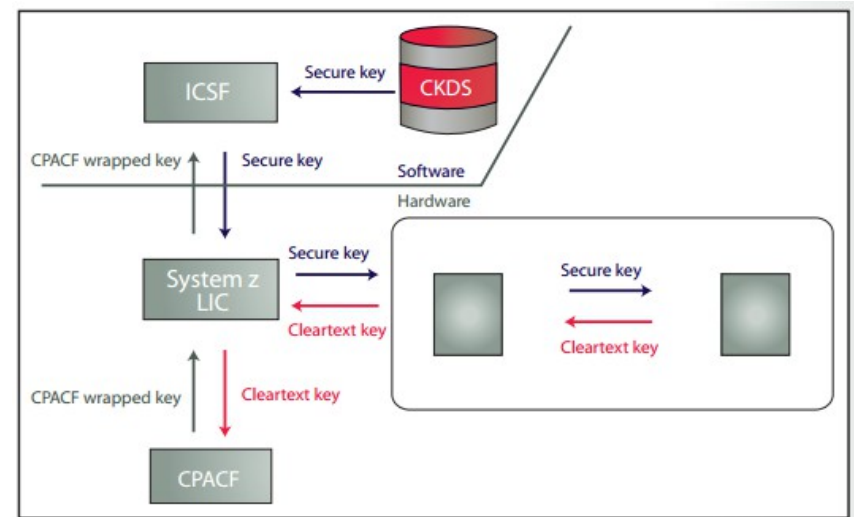 ICSF
Secure key
CKDS
CPACF wrapped key
Secure key
Software
Hardware
System z
LIC
Secure key
Cleartext key
Secure key
Cleartext key
CPACF wrapped key
Cleartext key
CPACF